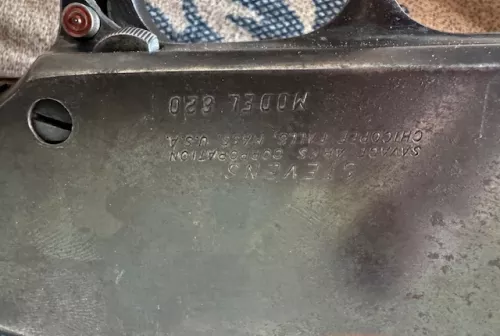 STEVENS
SAVAGE ARMS CORPORATION
CHICOPEE FALLS, MASS U.S.A.
MODEL 820